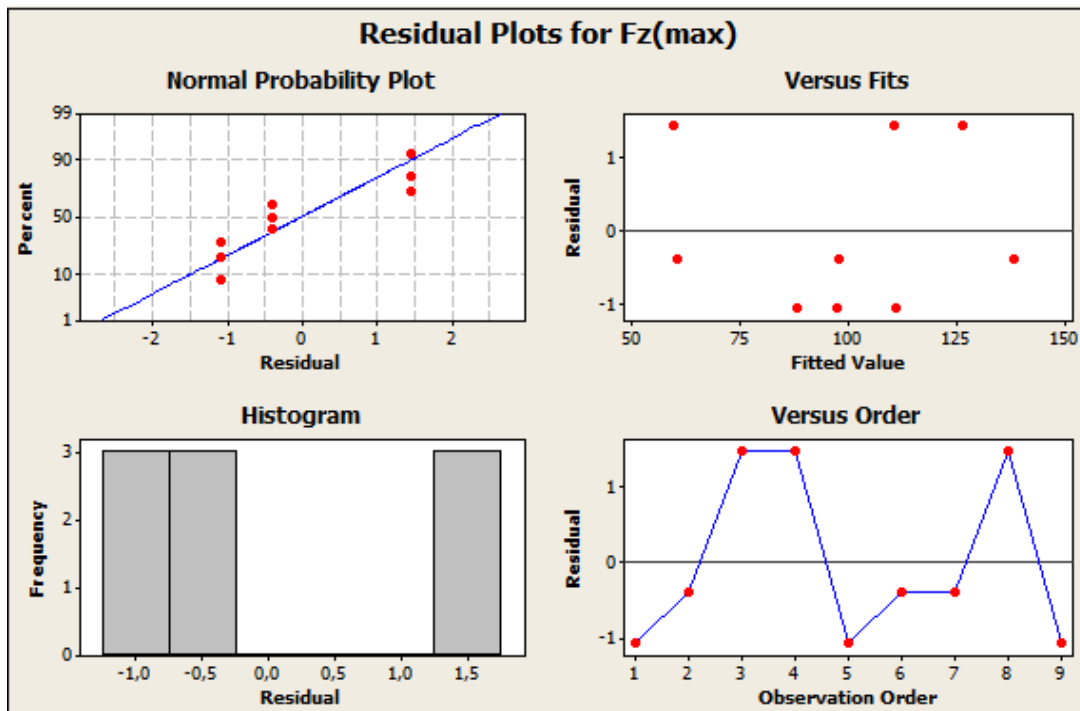 Residual Plots for Fz(max)
Normal Probability Plot
99
90
50
10
1
Percent
-2 -1 0 1 2
Residual
Versus Fits
1
0
-1
Residual
50 75 100 125 150
Fitted Value
Histogram
3
2
1
0
Frequency
-1,0 -0,5 0,0 0,5 1,0 1,5
Residual
Versus Order
1
0
-1
Residual
1 2 3 4 5 6 7 8 9
Observation Order